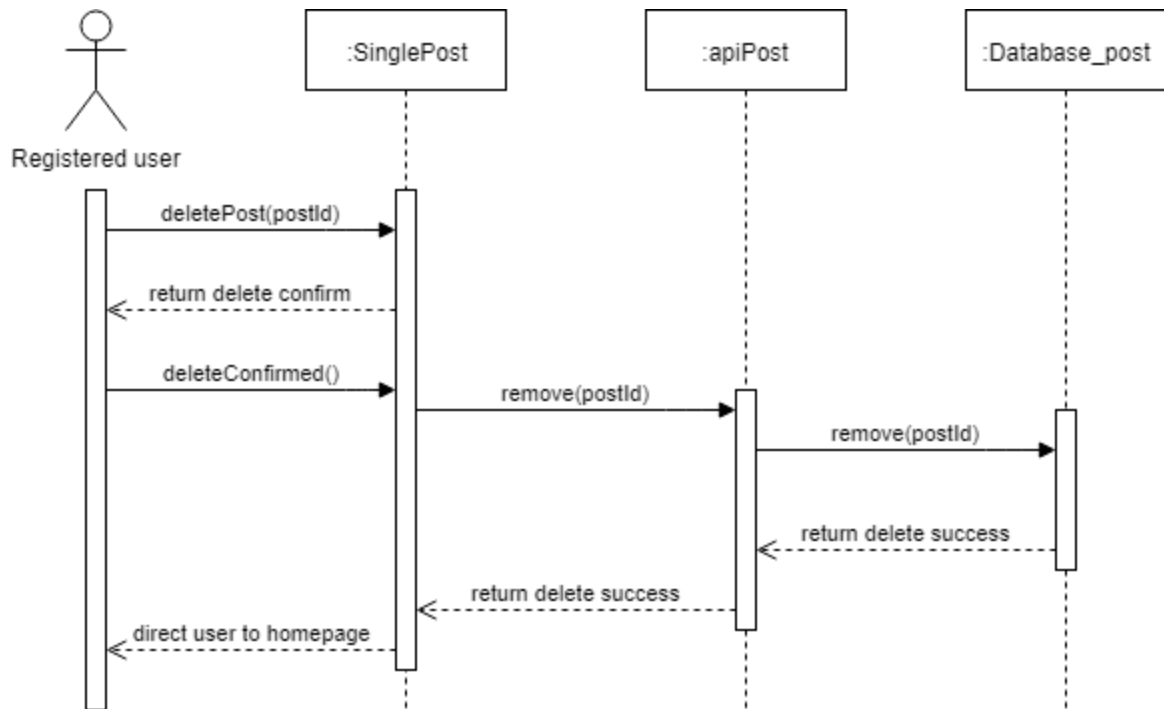 :SinglePost
:apiPost
:Database_post
Registered user
deletePost(postId)
return delete confirm
deleteConfirmed()
remove(postId)
remove(postId)
return delete success
return delete success
direct user to homepage